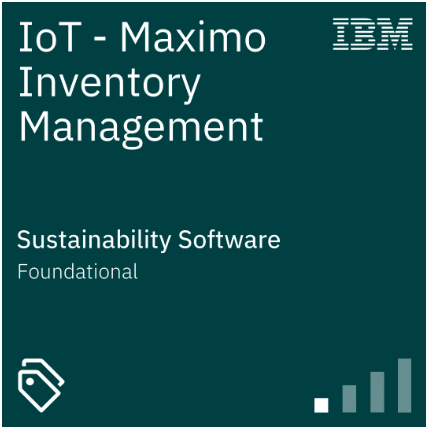 IoT - Maximo
IBM
Inventory
Management
Sustainability Software
Foundational